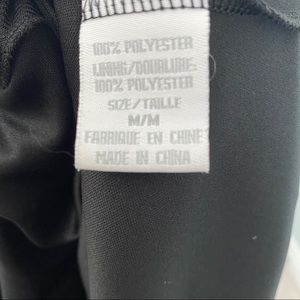 100% POLYESTER
LINING/DOUBLURE:
100% POLYESTER
SIZE/TAILLE
M/M
FABRIQUE EN CHINE
MADE IN CHINA